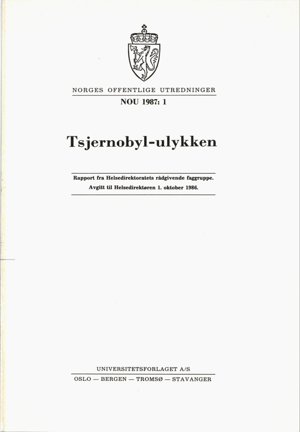 NORGES OFFENTLIGE UTREDNINGER
NOU 1987: 1
Tsjernobyl-ulykken
Rapport fra Helsedirektoratets rådgivende faggruppe.
Avgitt til Helsedirektøren 1. oktober 1986.
UNIVERSITETSFORLAGET A/S
OSLO — BERGEN — TROMSØ — STAVANGER